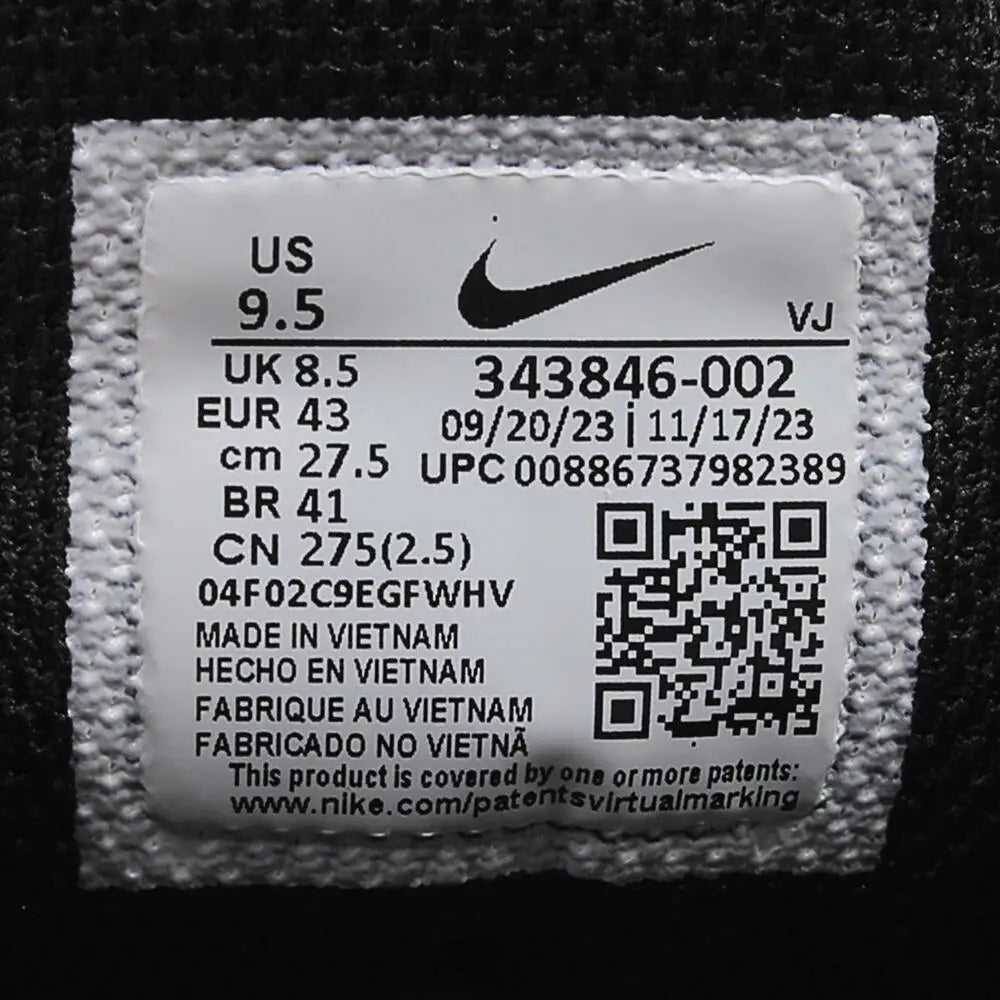 US
9.5
VJ
UK 8.5
EUR 43
cm 27.5
BR 41
CN 275(2.5)
343846-002
09/20/23 | 11/17/23
UPC 00886737982389
04F02C9EGFWHV
MADE IN VIETNAM
HECHO EN VIETNAM
FABRIQUE AU VIETNAM
FABRICADO NO VIETNÃ
This product is covered by one or more patents:
www.nike.com/patentsvirtualmarking